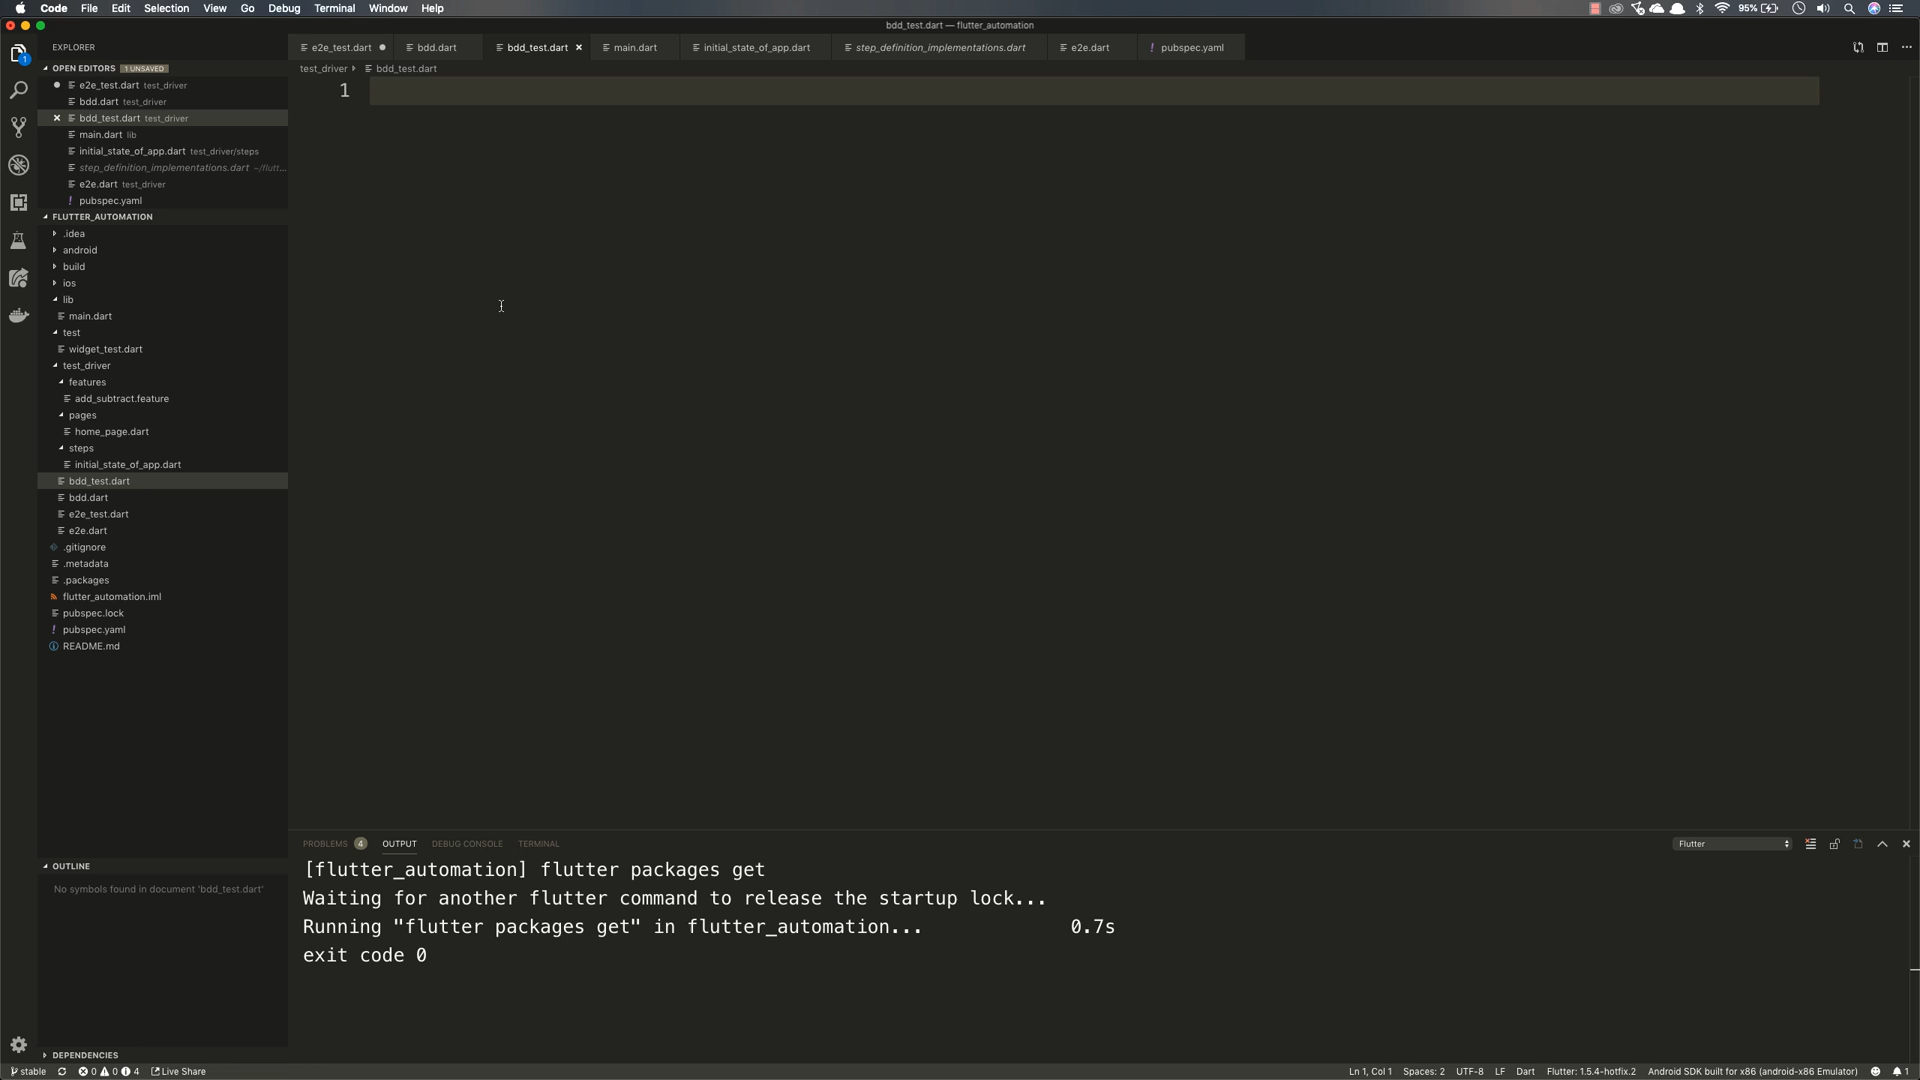 Code File Edit Selection View Go Debug Terminal Window Help 95%
bdd_test.dart — flutter_automation
EXPLORER
e2e_test.dart bdd.dart bdd_test.dart main.dart initial_state_of_app.dart step_definition_implementations.dart e2e.dart ! pubspec.yaml
OPEN EDITORS 1 UNSAVED
test_driver bdd_test.dart
e2e_test.dart test_driver
bdd.dart test_driver
bdd_test.dart test_driver
main.dart lib
initial_state_of_app.dart test_driver/steps
step_definition_implementations.dart ~/flutt...
e2e.dart test_driver
! pubspec.yaml
1
FLUTTER_AUTOMATION
.idea
android
build
ios
lib
main.dart
test
widget_test.dart
test_driver
features
add_subtract.feature
pages
home_page.dart
steps
initial_state_of_app.dart
bdd_test.dart
bdd.dart
e2e_test.dart
e2e.dart
.gitignore
.metadata
.packages
flutter_automation.iml
pubspec.lock
! pubspec.yaml
README.md
OUTLINE
No symbols found in document 'bdd_test.dart'
DEPENDENCIES
PROBLEMS 4 OUTPUT DEBUG CONSOLE TERMINAL Flutter
[flutter_automation] flutter packages get
Waiting for another flutter command to release the startup lock...
Running "flutter packages get" in flutter_automation... 0.7s
exit code 0
stable 0 0 4 Live Share Ln 1, Col 1 Spaces: 2 UTF-8 LF Dart Flutter: 1.5.4-hotfix.2 Android SDK built for x86 (android-x86 Emulator) 1